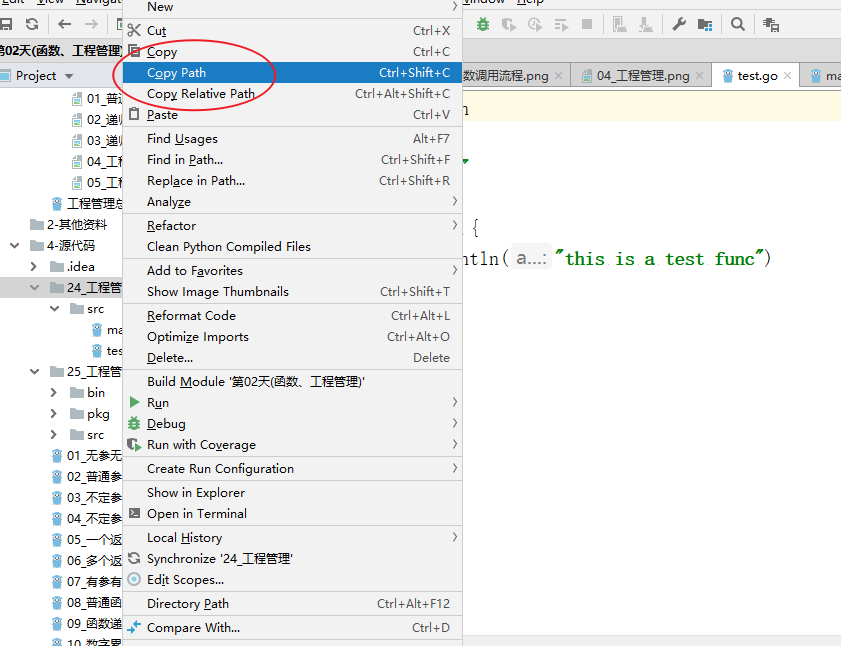 View
Window Help
第02天(函数、工程管理)
Project
函数调用流程.png
04_工程管理.png
test.go
New
Cut Ctrl+X
Copy Ctrl+C
Copy Path Ctrl+Shift+C
Copy Relative Path Ctrl+Alt+Shift+C
Paste Ctrl+V
Find Usages Alt+F7
Find in Path... Ctrl+Shift+F
Replace in Path... Ctrl+Shift+R
Analyze
Refactor
Clean Python Compiled Files
Add to Favorites
Show Image Thumbnails Ctrl+Shift+T
Reformat Code Ctrl+Alt+L
Optimize Imports Ctrl+Alt+O
Delete... Delete
Build Module '第02天(函数、工程管理)'
Run
Debug
Run with Coverage
Create Run Configuration
Show in Explorer
Open in Terminal
Local History
Synchronize '24_工程管理'
Edit Scopes...
Directory Path Ctrl+Alt+F12
Compare With... Ctrl+D
01_普
02_递
03_递
04_工程
05_工程
工程管理总
2-其他资料
4-源代码
.idea
24_工程管
src
ma
tes
25_工程管
bin
pkg
src
01_无参无
02_普通参
03_不定参
04_不定参
05_一个返
06_多个返
07_有参有
08_普通函
09_函数递
10_数字累
{
ntln( a...: "this is a test func")